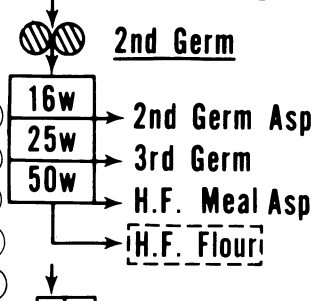 2nd Germ
16w
2nd Germ Asp
25w
3rd Germ
50w
H.F. Meal Asp
H.F. Flour